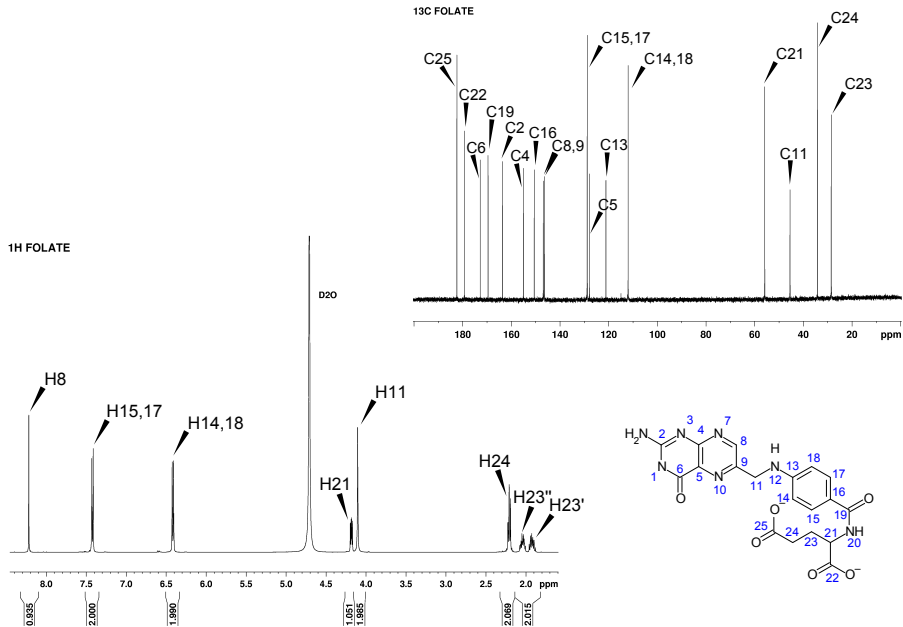 13C FOLATE
C24
C15,17
C14,18
C21
C25
C22
C19
C2
C16
C23
C6
C4
C8,9
C13
C11
C5
180 160 140 120 100 80 60 40 20 ppm
1H FOLATE
D2O
H8
H15,17
H14,18
H11
H21
H24
H23''
H23'
8.0 7.5 7.0 6.5 6.0 5.5 5.0 4.5 4.0 3.5 3.0 2.5 2.0 ppm
0.935 2.000 1.990 1.051 1.985 2.069 2.015
3 7
H2N 2 N 4 N 8
H 18
N 1 6 5 N 9 N 13 17
O 10 11 12 14 16
15 19 O
O−
25 24 21 NH
O 23 20
22 O−
O